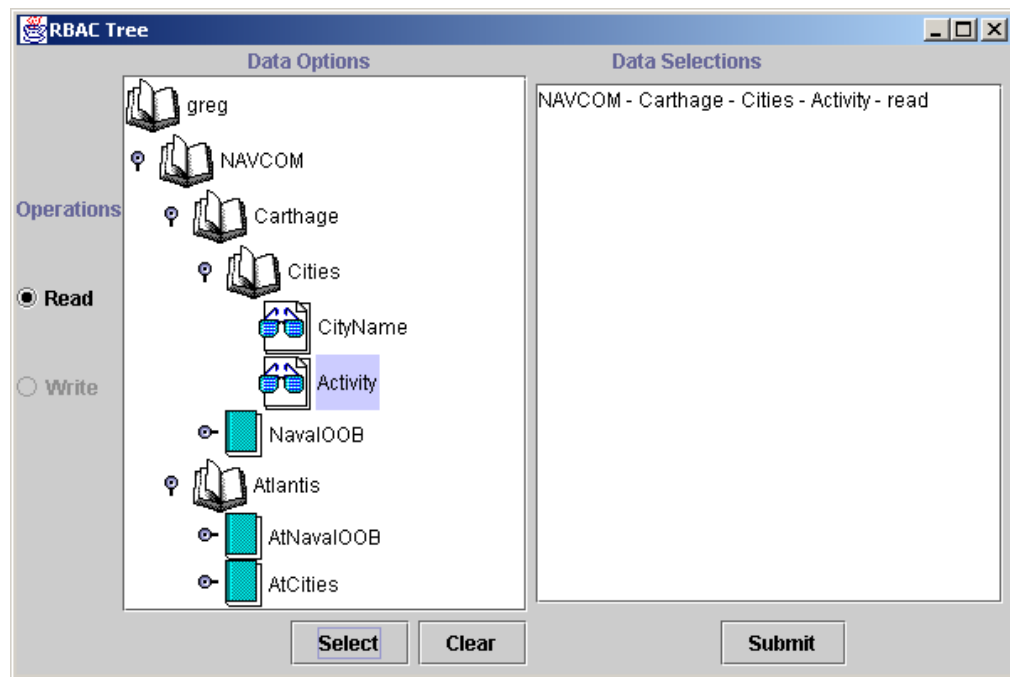 RBAC Tree
Data Options
Data Selections
greg
NAVCOM - Carthage - Cities - Activity - read
NAVCOM
Operations
Carthage
Cities
Read
CityName
Activity
Write
NavalOOB
Atlantis
AtNavalOOB
AtCities
Select
Clear
Submit